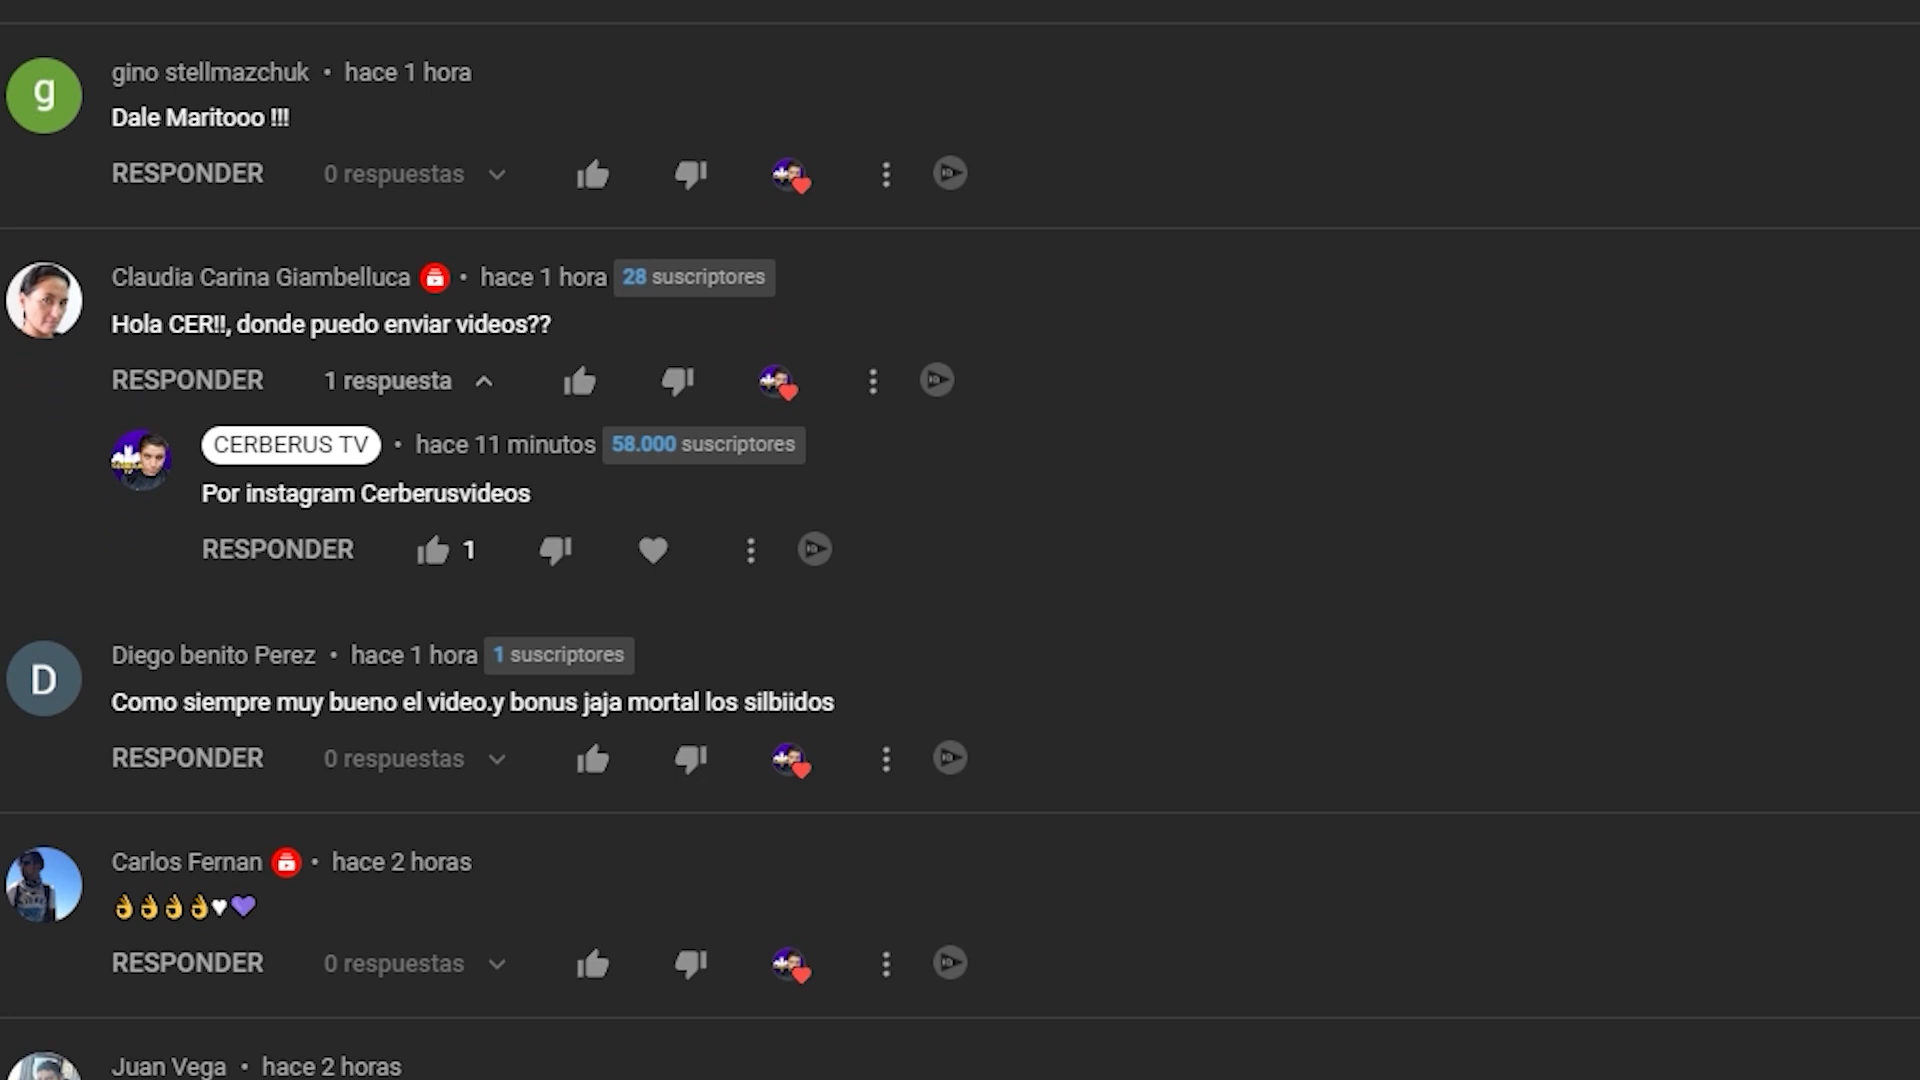 g
gino stellmazchuk • hace 1 hora
Dale Maritooo !!!
RESPONDER 0 respuestas
Claudia Carina Giambelluca • hace 1 hora 28 suscriptores
Hola CER!!, donde puedo enviar videos??
RESPONDER 1 respuesta
CERBERUS TV • hace 11 minutos 58.000 suscriptores
Por instagram Cerberusvideos
RESPONDER 1
D
Diego benito Perez • hace 1 hora 1 suscriptores
Como siempre muy bueno el video.y bonus jaja mortal los silbiidos
RESPONDER 0 respuestas
Carlos Fernan • hace 2 horas
👌👌👌👌♥💜
RESPONDER 0 respuestas
Juan Vega • hace 2 horas